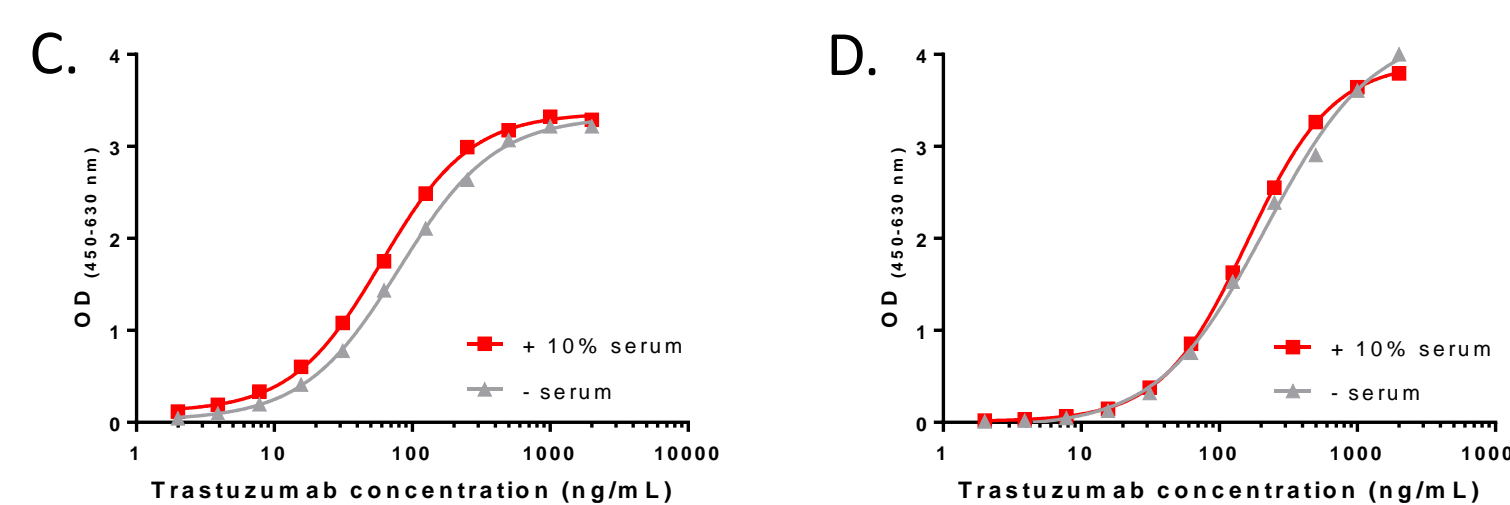 C.
4
3
2
1
0
OD (450-630 nm)
+ 10% serum
- serum
1 10 100 1000 10000
Trastuzumab concentration (ng/mL)
D.
4
3
2
1
0
OD (450-630 nm)
+ 10% serum
- serum
1 10 100 1000 1000
Trastuzumab concentration (ng/mL)